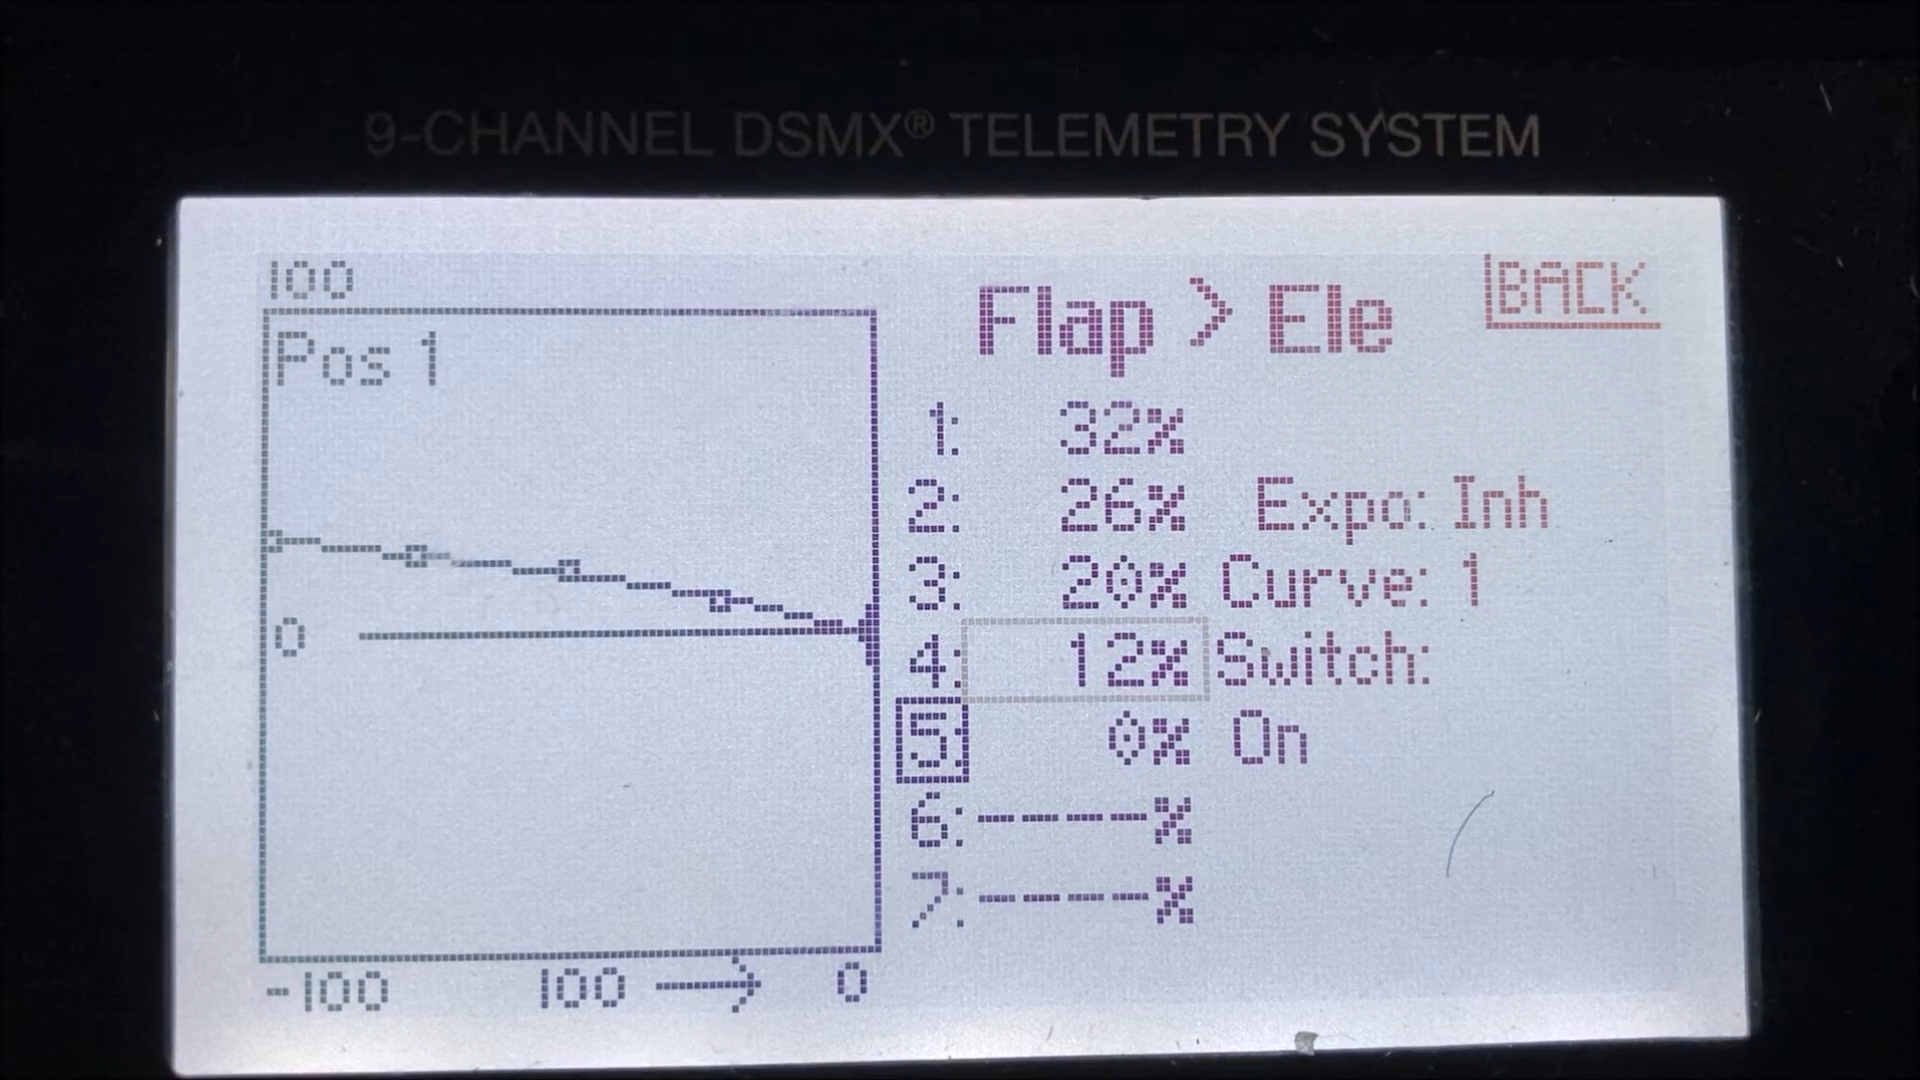 9-CHANNEL DSMX® TELEMETRY SYSTEM
100
Pos 1
0
-100 100 → 0
Flap > Ele
BACK
1: 32%
2: 26% Expo: Inh
3: 20% Curve: 1
4: 12% Switch:
5: 0% On
6: ----%
7: ----%